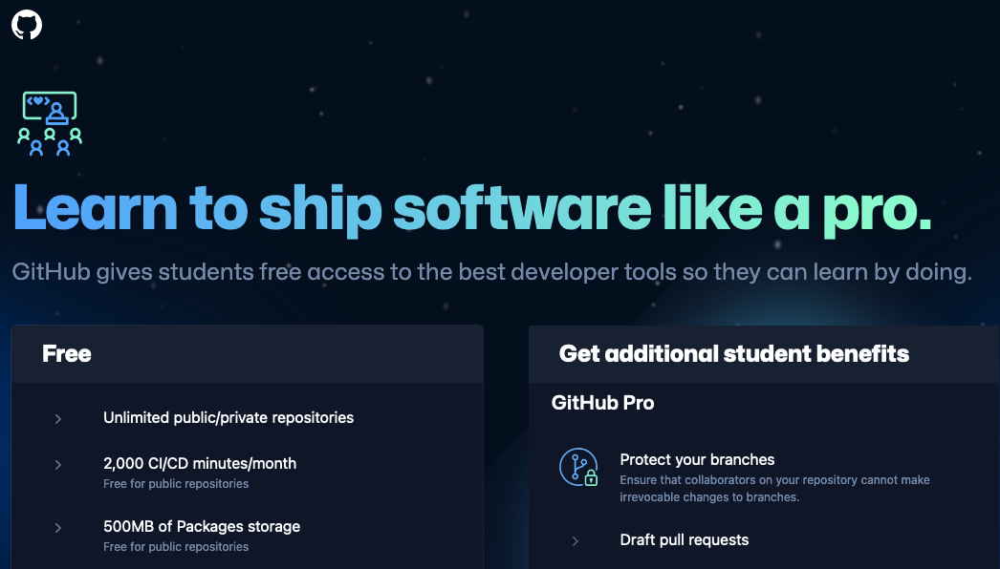 Learn to ship software like a pro.
GitHub gives students free access to the best developer tools so they can learn by doing.
Free
Unlimited public/private repositories
2,000 CI/CD minutes/month
Free for public repositories
500MB of Packages storage
Free for public repositories
Get additional student benefits
GitHub Pro
Protect your branches
Ensure that collaborators on your repository cannot make
irrevocable changes to branches.
Draft pull requests